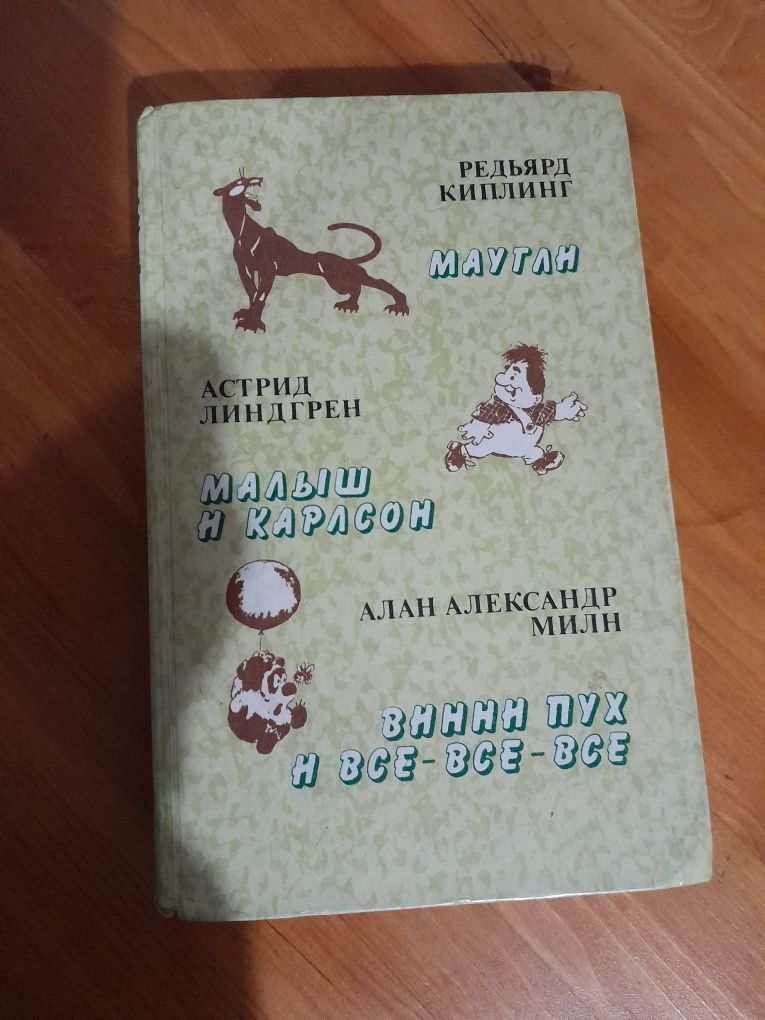 РЕДЬЯРД
КИПЛИНГ
МАУГЛИ
АСТРИД
ЛИНДГРЕН
МАЛЫШ
И КАРЛСОН
АЛАН АЛЕКСАНДР
МИЛН
ВИННИ ПУХ
И ВСЕ-ВСЕ-ВСЕ